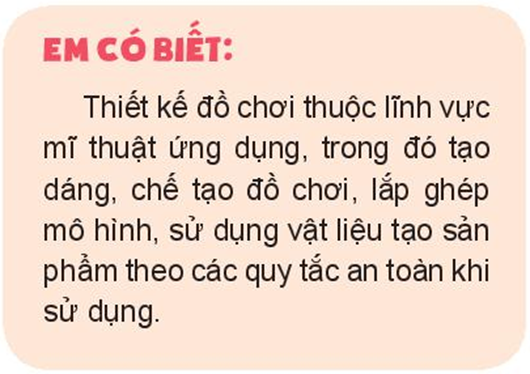 EM CÓ BIẾT:
Thiết kế đồ chơi thuộc lĩnh vực
mĩ thuật ứng dụng, trong đó tạo
dáng, chế tạo đồ chơi, lắp ghép
mô hình, sử dụng vật liệu tạo sản
phẩm theo các quy tắc an toàn khi
sử dụng.